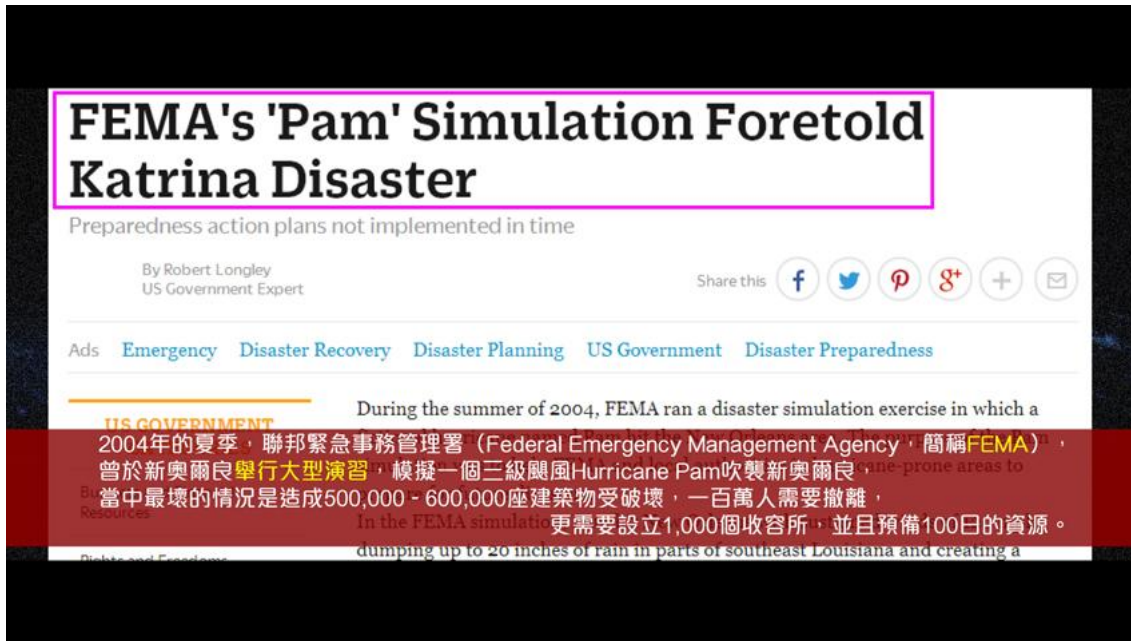 FEMA's 'Pam' Simulation Foretold
Katrina Disaster
Preparedness action plans not implemented in time
By Robert Longley
US Government Expert
Share this
Ads Emergency Disaster Recovery Disaster Planning US Government Disaster Preparedness
US GOVERNMENT
During the summer of 2004, FEMA ran a disaster simulation exercise in which a
2004年的夏季，聯邦緊急事務管理署（Federal Emergency Management Agency，簡稱FEMA），
曾於新奧爾良舉行大型演習，模擬一個三級颶風Hurricane Pam吹襲新奧爾良，
當中最壞的情況是造成500,000－600,000座建築物受破壞，一百萬人需要撤離，
更需要設立1,000個收容所，並且預備100日的資源。
Resources
In the FEMA simulation
dumping up to 20 inches of rain in parts of southeast Louisiana and creating a